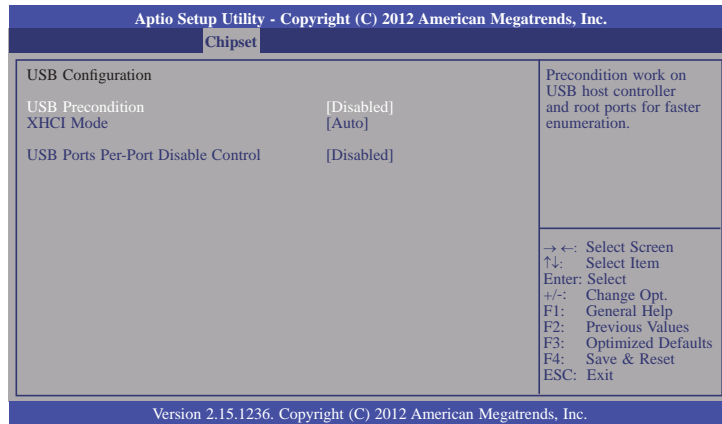 Aptio Setup Utility - Copyright (C) 2012 American Megatrends, Inc.
Chipset
USB Configuration
USB Precondition [Disabled]
XHCI Mode [Auto]
USB Ports Per-Port Disable Control [Disabled]
Precondition work on
USB host controller
and root ports for faster
enumeration.
→ ←: Select Screen
↑↓: Select Item
Enter: Select
+/-: Change Opt.
F1: General Help
F2: Previous Values
F3: Optimized Defaults
F4: Save & Reset
ESC: Exit
Version 2.15.1236. Copyright (C) 2012 American Megatrends, Inc.